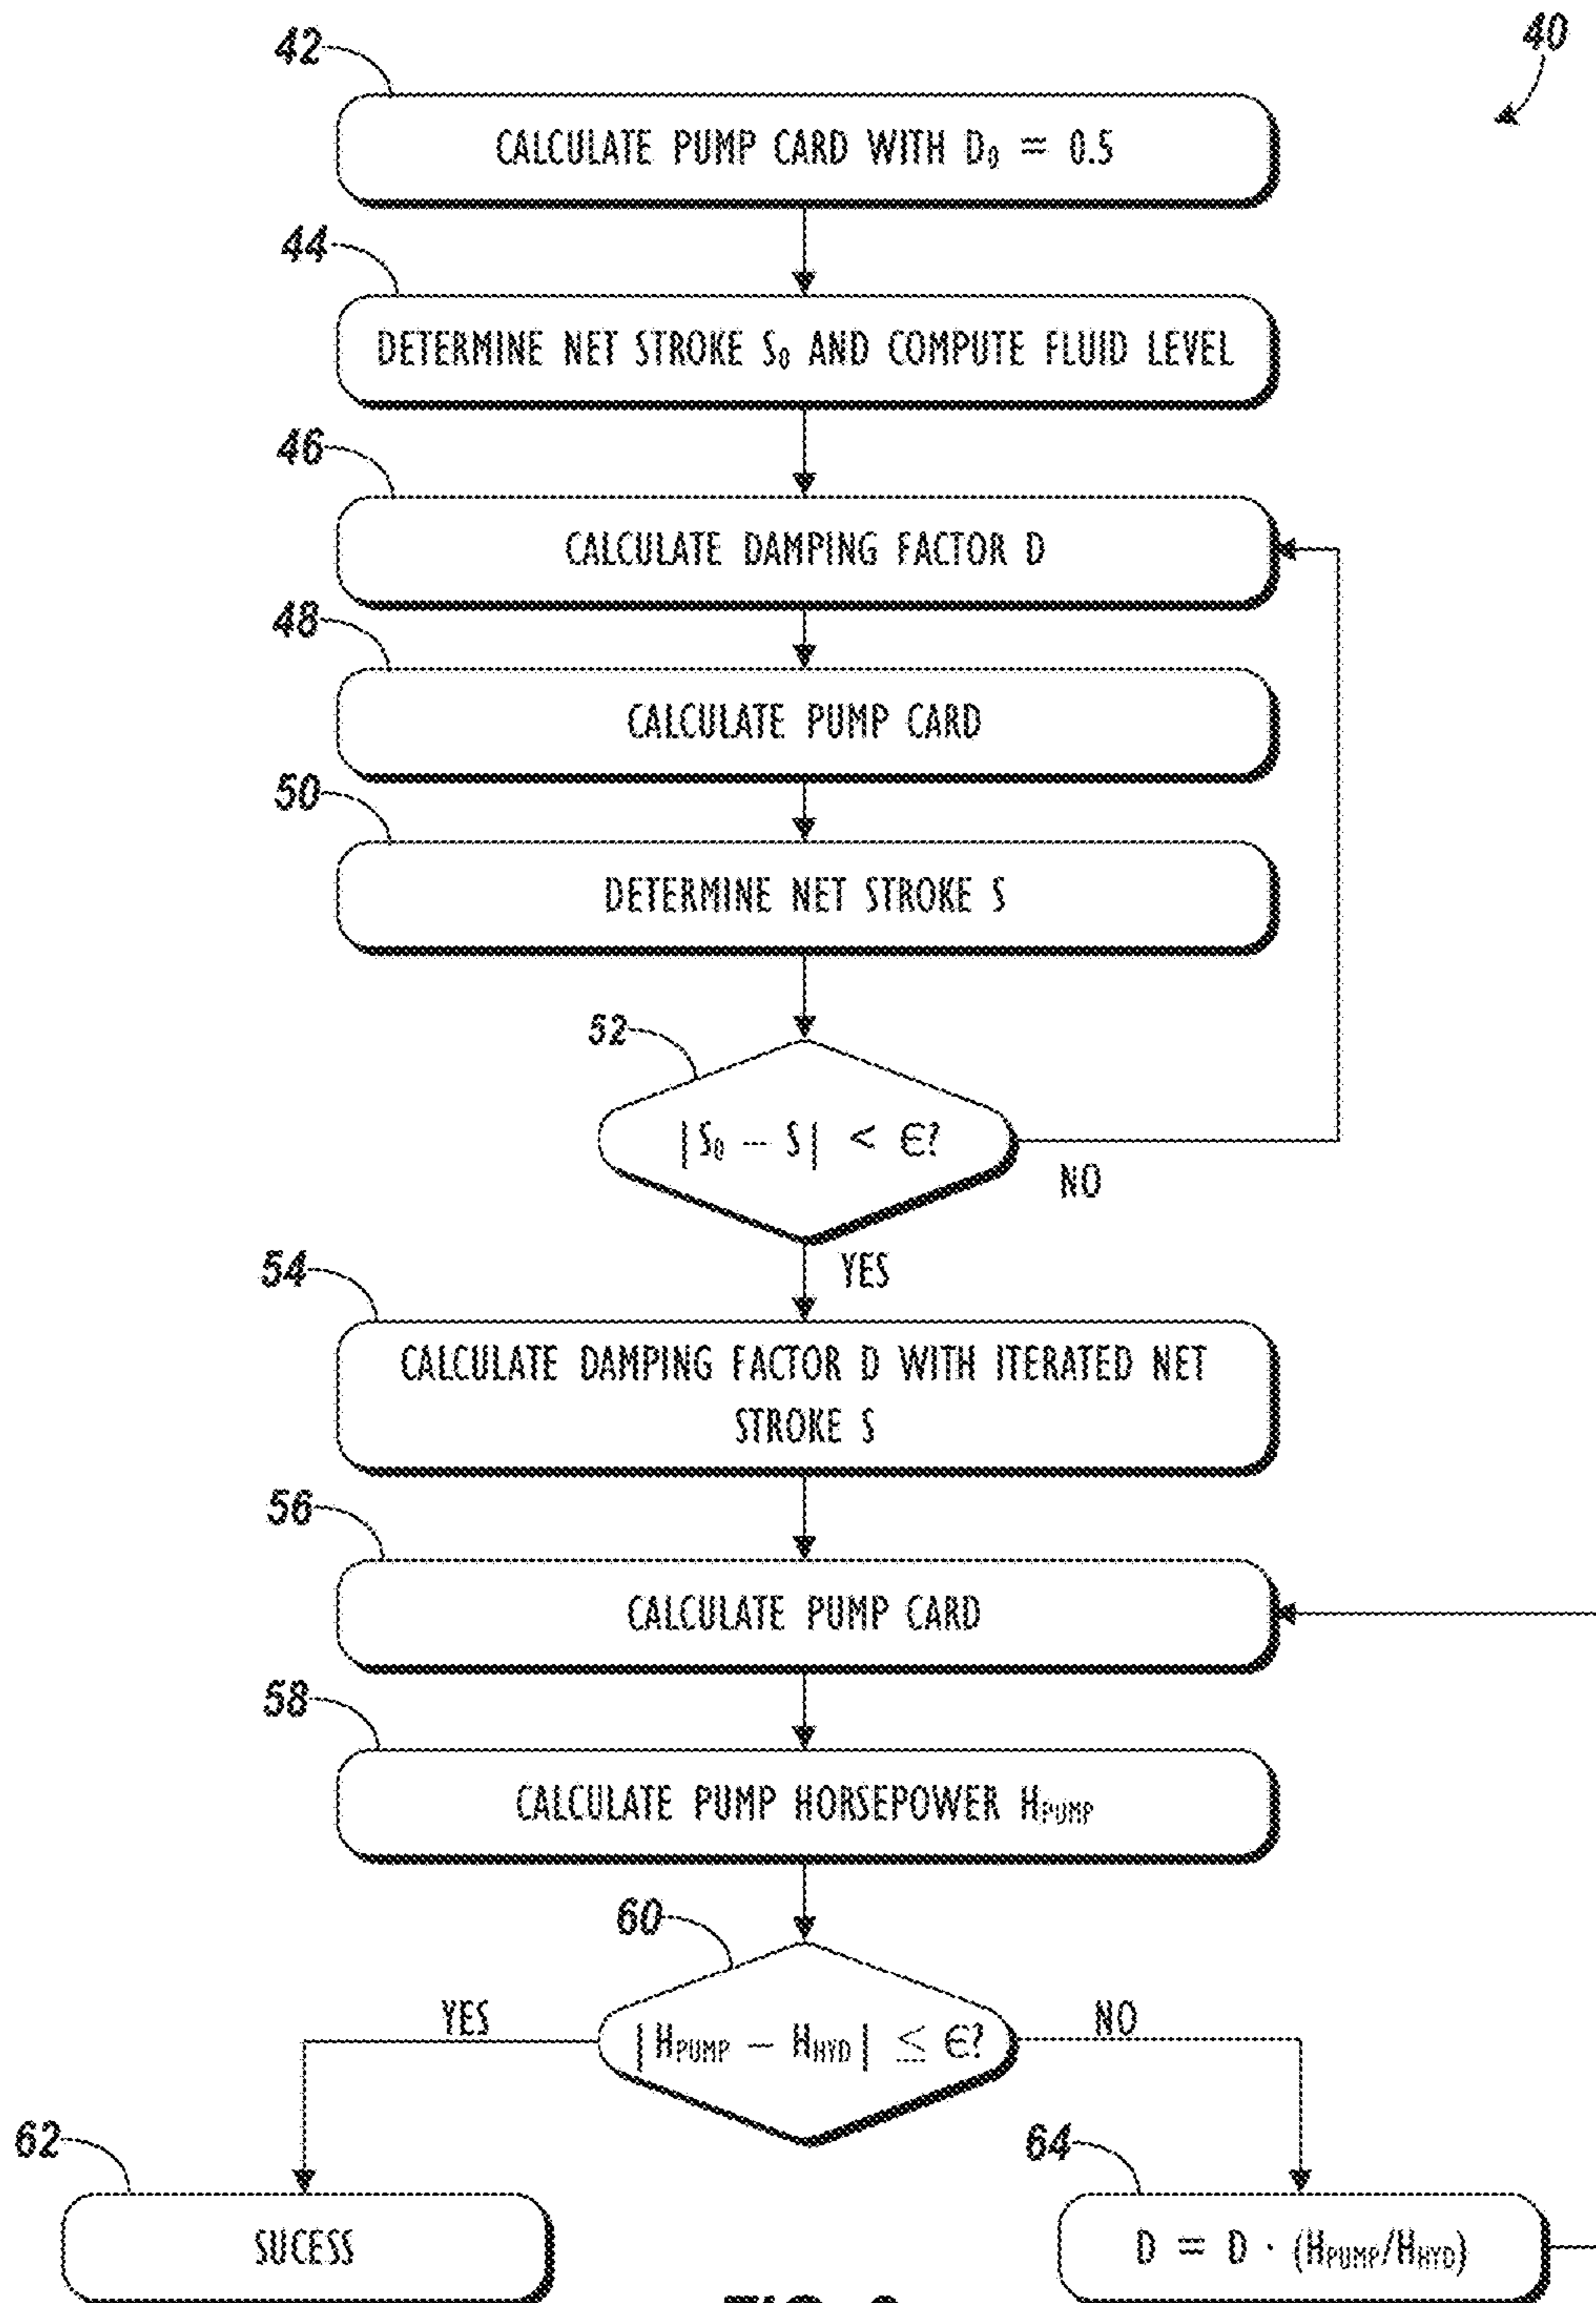 42
40
CALCULATE PUMP CARD WITH D₀ = 0.5
44
DETERMINE NET STROKE S₀ AND COMPUTE FLUID LEVEL
46
CALCULATE DAMPING FACTOR D
48
CALCULATE PUMP CARD
50
DETERMINE NET STROKE S
52
|S₀ – S| < ∈?
NO
YES
54
CALCULATE DAMPING FACTOR D WITH ITERATED NET
STROKE S
56
CALCULATE PUMP CARD
58
CALCULATE PUMP HORSEPOWER HPUMP
60
YES
|HPUMP – HHYD| ≤ ∈?
NO
62
64
SUCESS
D = D · (HPUMP/HHYD)